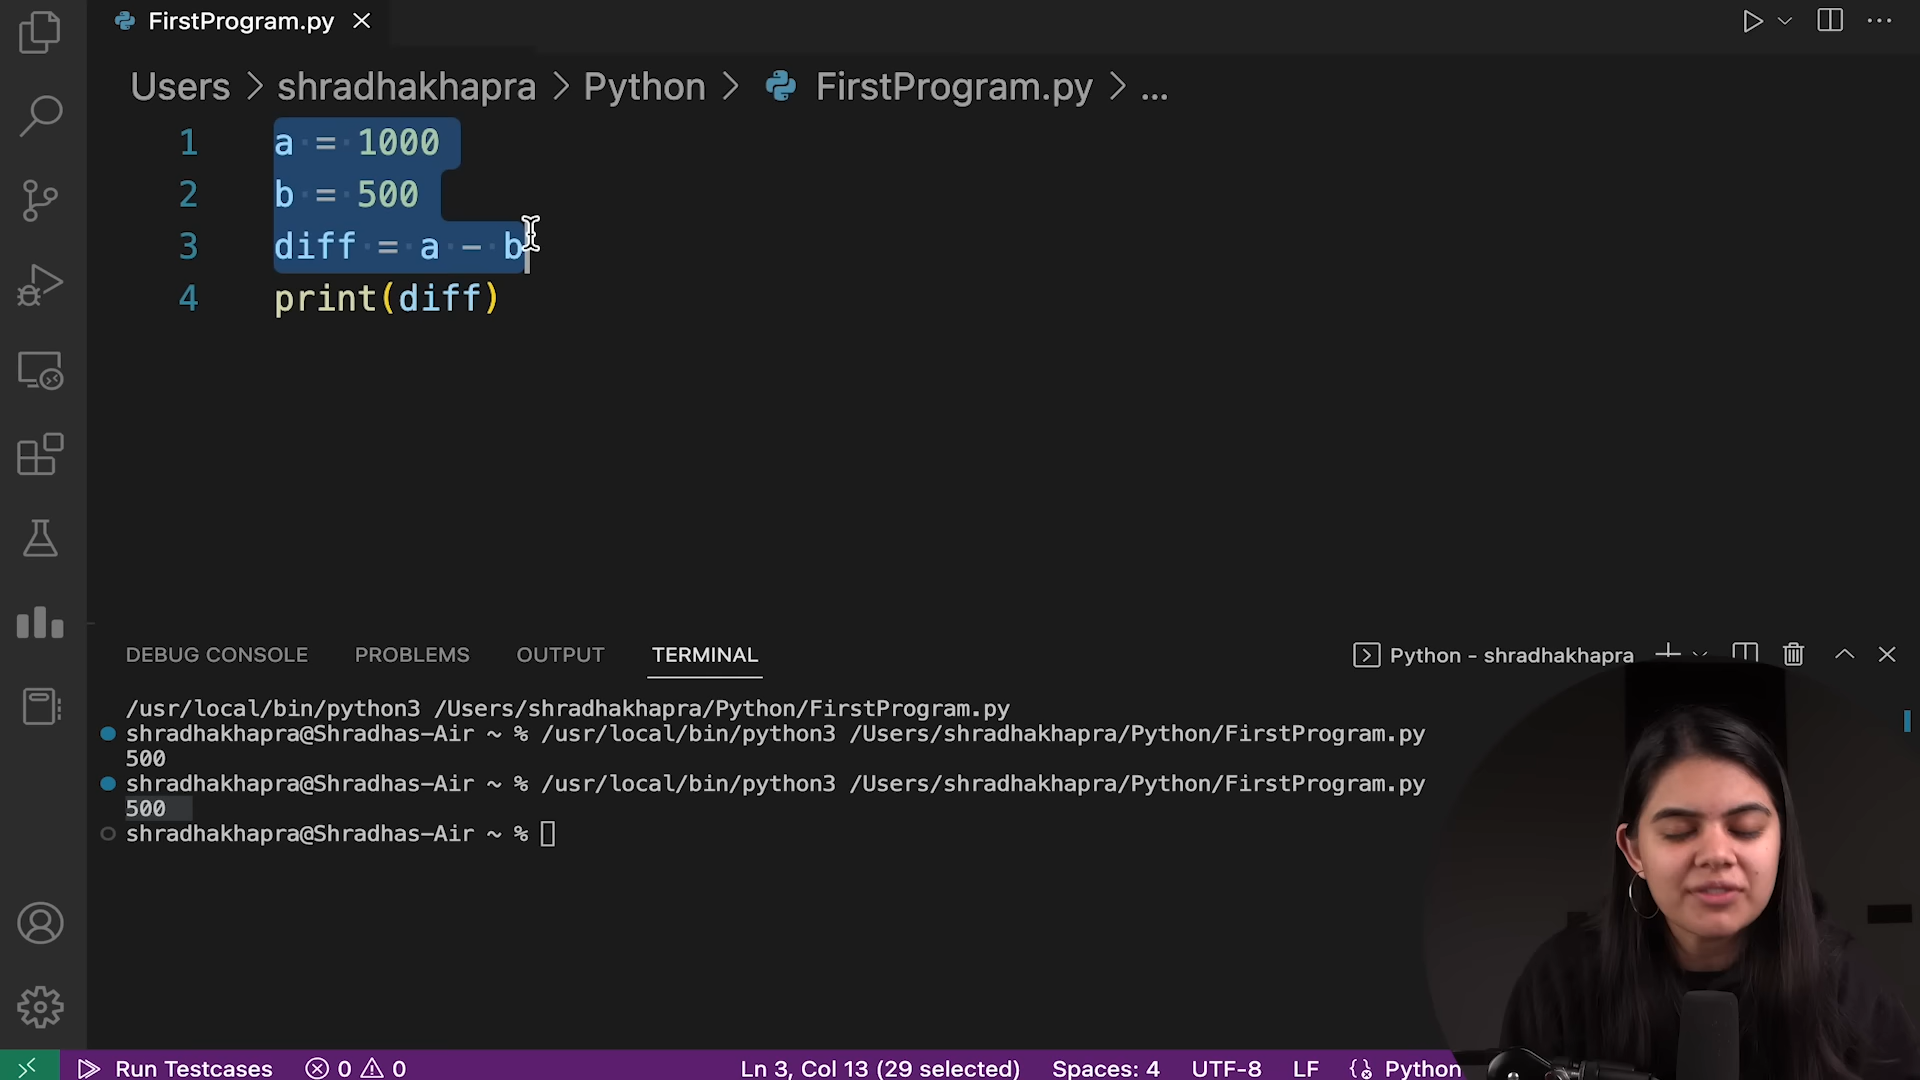 FirstProgram.py
Users > shradhakhapra > Python > FirstProgram.py > ...
1 a = 1000
2 b = 500
3 diff = a - b
4 print(diff)
DEBUG CONSOLE PROBLEMS OUTPUT TERMINAL Python - shradhakhapra
/usr/local/bin/python3 /Users/shradhakhapra/Python/FirstProgram.py
shradhakhapra@Shradhas-Air ~ % /usr/local/bin/python3 /Users/shradhakhapra/Python/FirstProgram.py
500
shradhakhapra@Shradhas-Air ~ % /usr/local/bin/python3 /Users/shradhakhapra/Python/FirstProgram.py
500
shradhakhapra@Shradhas-Air ~ %
Run Testcases 0 0 Ln 3, Col 13 (29 selected) Spaces: 4 UTF-8 LF Python